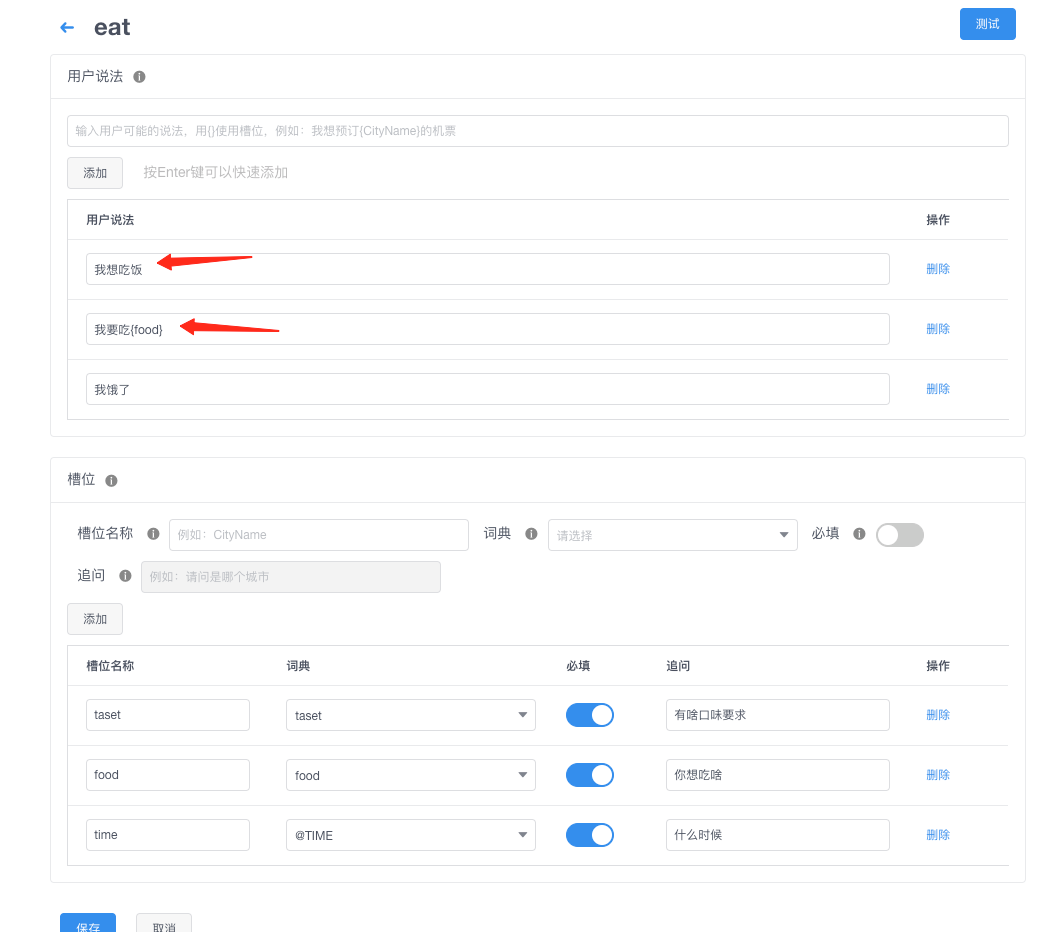 eat
测试
用户说法
输入用户可能的说法，用{}使用槽位，例如：我想预订{CityName}的机票
添加 按Enter键可以快速添加
用户说法 操作
我想吃饭 删除
我要吃{food} 删除
我饿了 删除
槽位
槽位名称 例如：CityName 词典 请选择 必填
追问 例如：请问是哪个城市
添加
槽位名称 词典 必填 追问 操作
taset taset 有啥口味要求 删除
food food 你想吃啥 删除
time @TIME 什么时候 删除
保存 取消